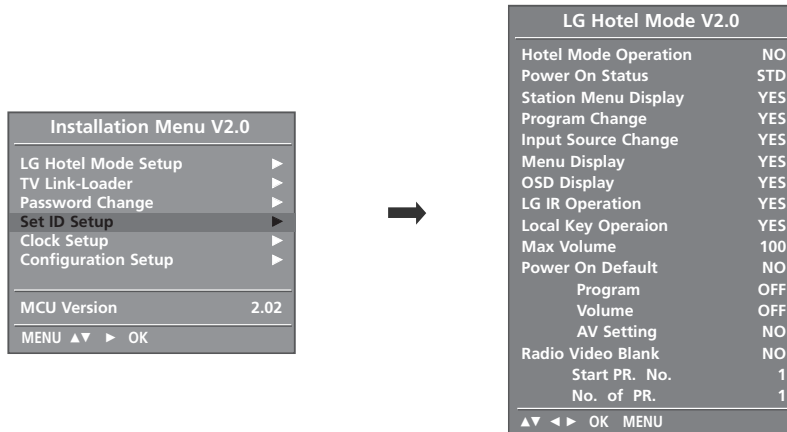 Installation Menu V2.0
LG Hotel Mode Setup ►
TV Link-Loader ►
Password Change ►
Set ID Setup ►
Clock Setup ►
Configuration Setup ►
MCU Version 2.02
MENU ▲▼ ► OK
LG Hotel Mode V2.0
Hotel Mode Operation NO
Power On Status STD
Station Menu Display YES
Program Change YES
Input Source Change YES
Menu Display YES
OSD Display YES
LG IR Operation YES
Local Key Operaion YES
Max Volume 100
Power On Default NO
Program OFF
Volume OFF
AV Setting NO
Radio Video Blank NO
Start PR. No. 1
No. of PR. 1
▲▼ ◄► OK MENU